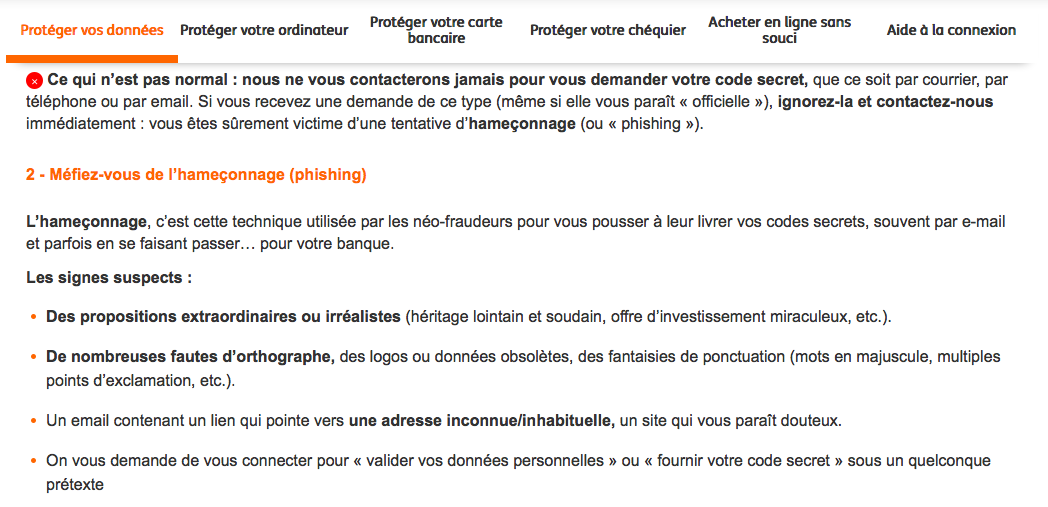 Protéger vos données
Protéger votre ordinateur
Protéger votre carte
bancaire
Protéger votre chéquier
Acheter en ligne sans
souci
Aide à la connexion
Ce qui n’est pas normal : nous ne vous contacterons jamais pour vous demander votre code secret, que ce soit par courrier, par
téléphone ou par email. Si vous recevez une demande de ce type (même si elle vous paraît « officielle »), ignorez-la et contactez-nous
immédiatement : vous êtes sûrement victime d’une tentative d’hameçonnage (ou « phishing »).
2 - Méfiez-vous de l’hameçonnage (phishing)
L’hameçonnage, c’est cette technique utilisée par les néo-fraudeurs pour vous pousser à leur livrer vos codes secrets, souvent par e-mail
et parfois en se faisant passer… pour votre banque.
Les signes suspects :
• Des propositions extraordinaires ou irréalistes (héritage lointain et soudain, offre d’investissement miraculeux, etc.).
• De nombreuses fautes d’orthographe, des logos ou données obsolètes, des fantaisies de ponctuation (mots en majuscule, multiples
points d’exclamation, etc.).
• Un email contenant un lien qui pointe vers une adresse inconnue/inhabituelle, un site qui vous paraît douteux.
• On vous demande de vous connecter pour « valider vos données personnelles » ou « fournir votre code secret » sous un quelconque
prétexte